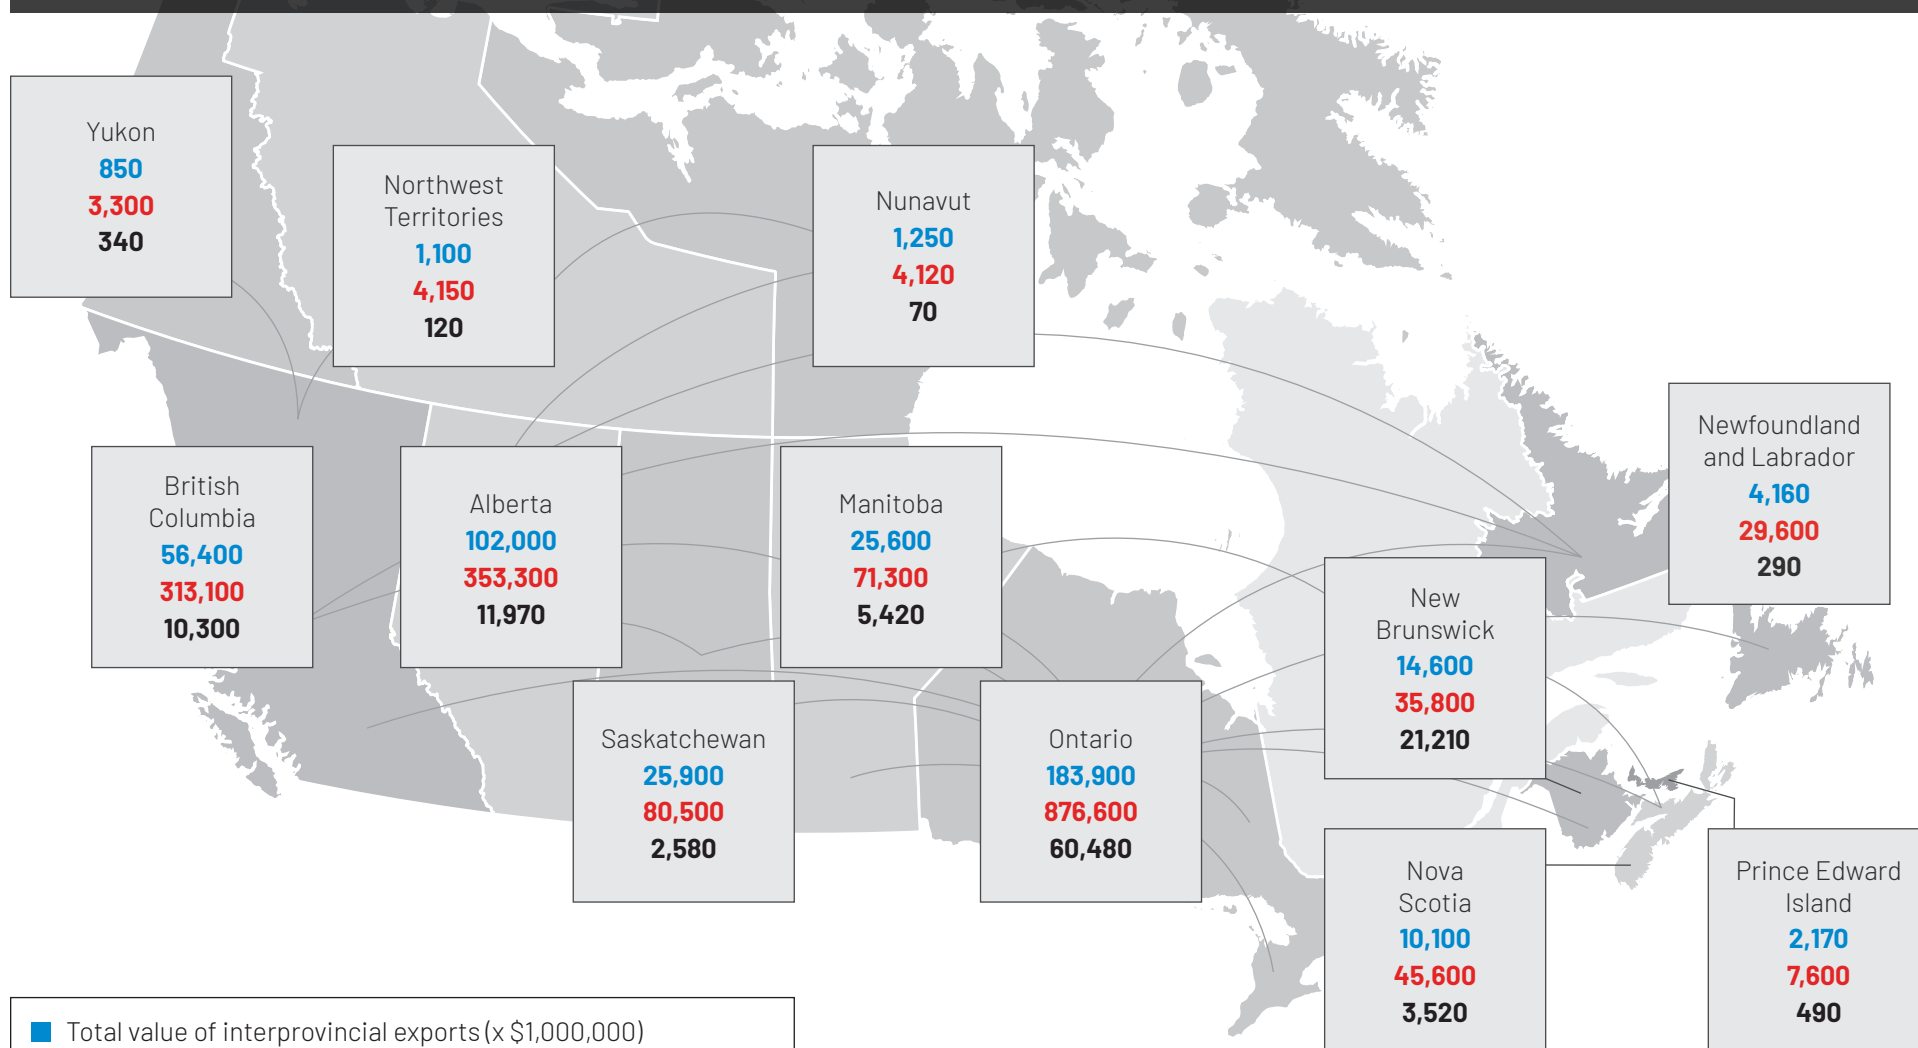 Yukon
850
3,300
340
Northwest
Territories
1,100
4,150
120
Nunavut
1,250
4,120
70
British
Columbia
56,400
313,100
10,300
Alberta
102,000
353,300
11,970
Manitoba
25,600
71,300
5,420
Newfoundland
and Labrador
4,160
29,600
290
New
Brunswick
14,600
35,800
21,210
Saskatchewan
25,900
80,500
2,580
Ontario
183,900
876,600
60,480
Nova
Scotia
10,100
45,600
3,520
Prince Edward
Island
2,170
7,600
490
Total value of interprovincial exports (x $1,000,000)